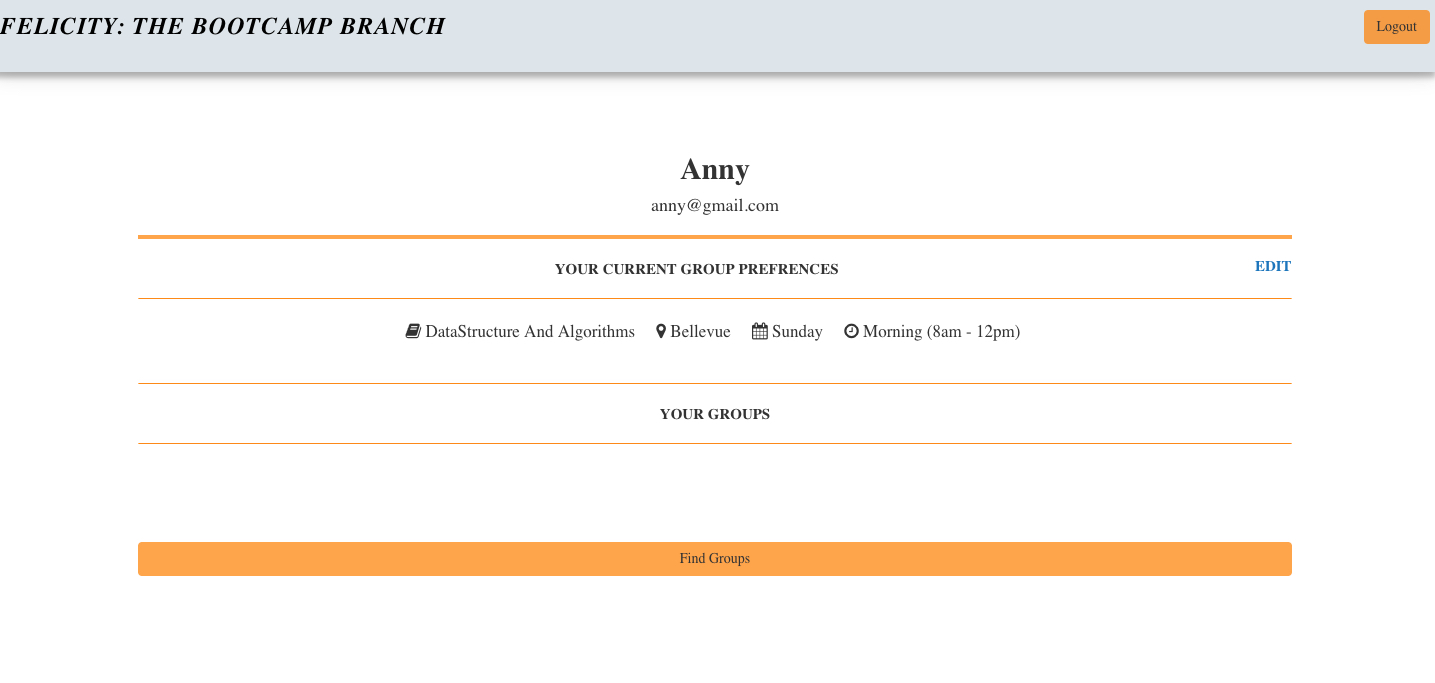 FELICITY: THE BOOTCAMP BRANCH
Logout
Anny
anny@gmail.com
YOUR CURRENT GROUP PREFRENCES
EDIT
DataStructure And Algorithms Bellevue Sunday Morning (8am - 12pm)
YOUR GROUPS
Find Groups